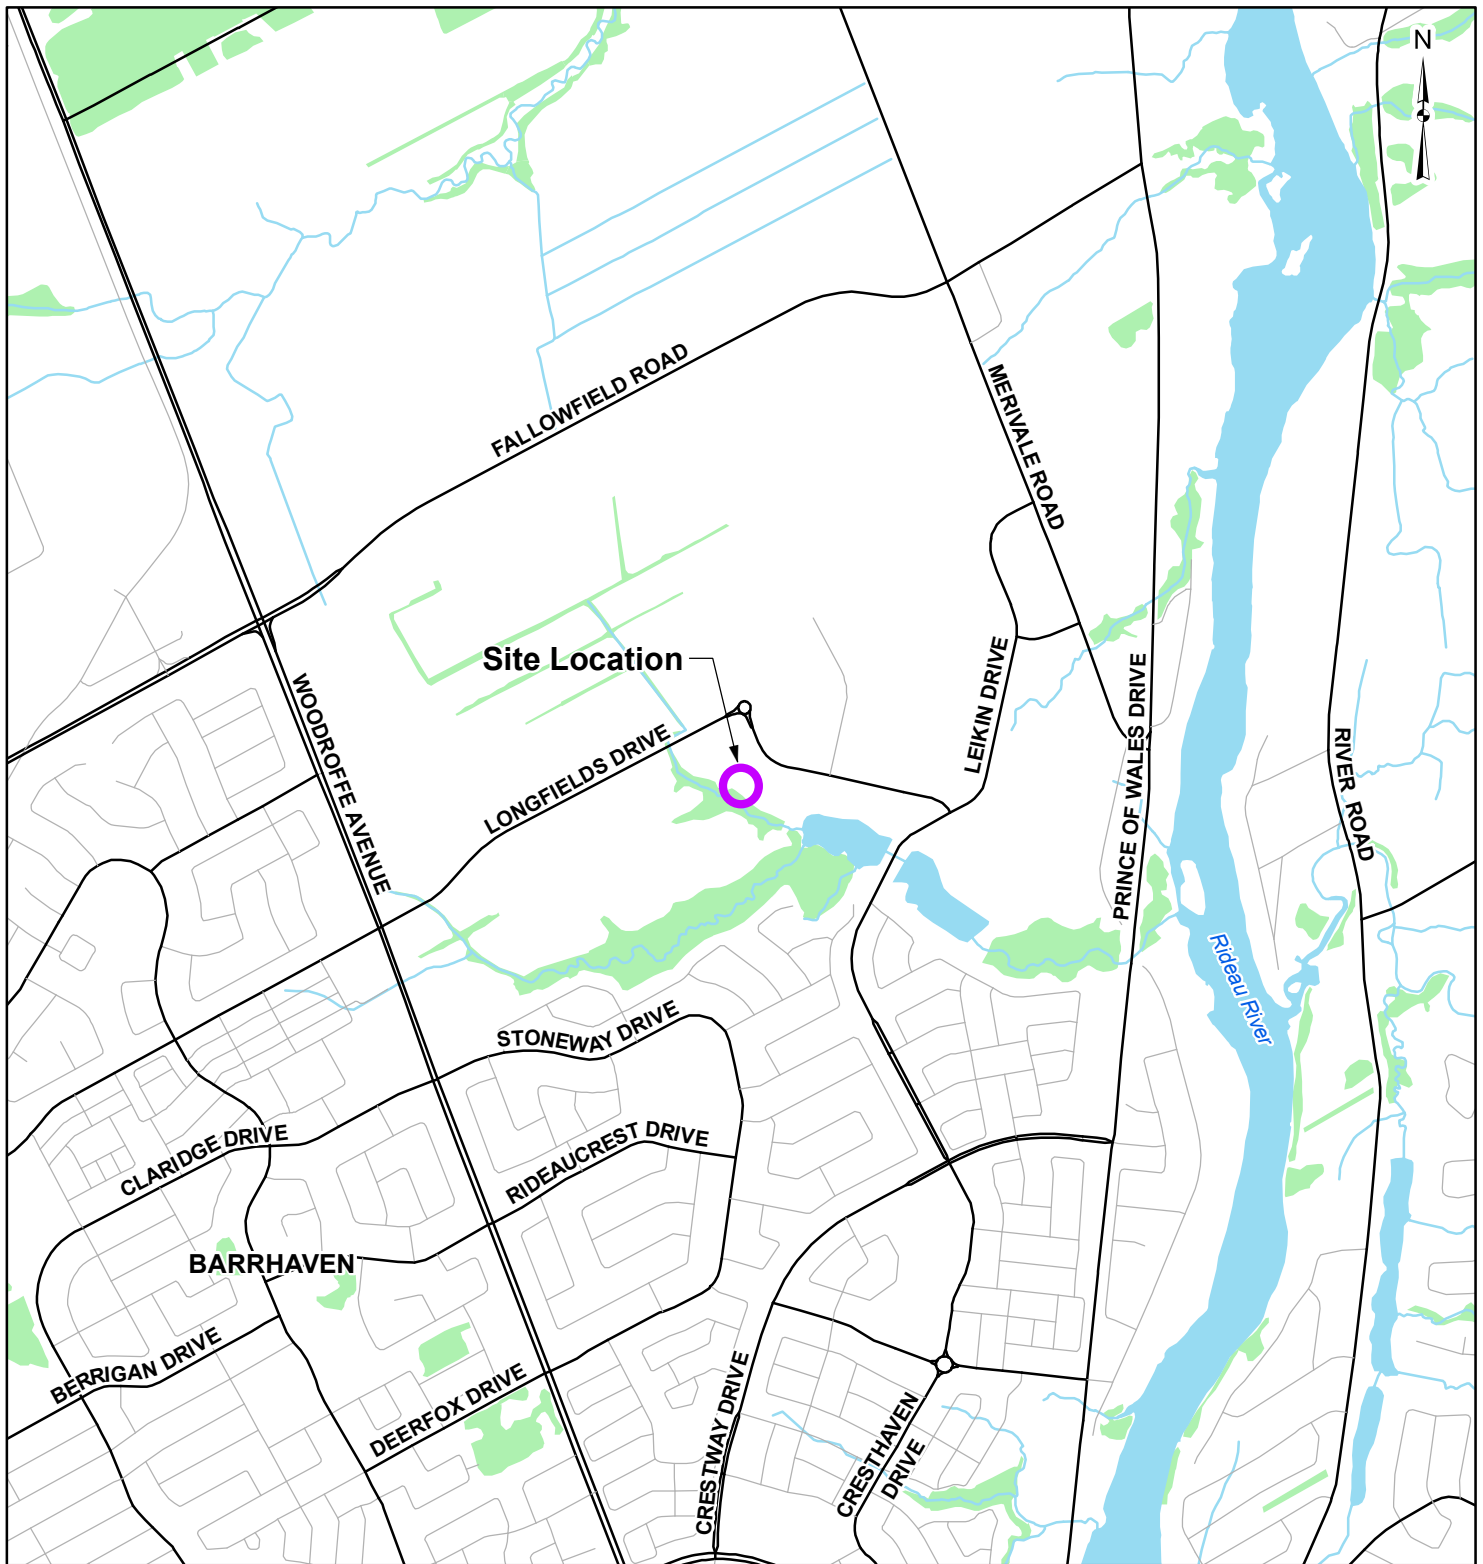 N
FALLOWFIELD ROAD
MERIVALE ROAD
Site Location
LEIKIN DRIVE
PRINCE OF WALES DRIVE
WOODROFFE AVENUE
LONGFIELDS DRIVE
RIVER ROAD
Rideau River
STONEWAY DRIVE
CLARIDGE DRIVE
RIDEAUCREST DRIVE
BARRHAVEN
BERRIGAN DRIVE
DEERFOX DRIVE
CRESTWAY DRIVE
CRESTHAVEN
DRIVE